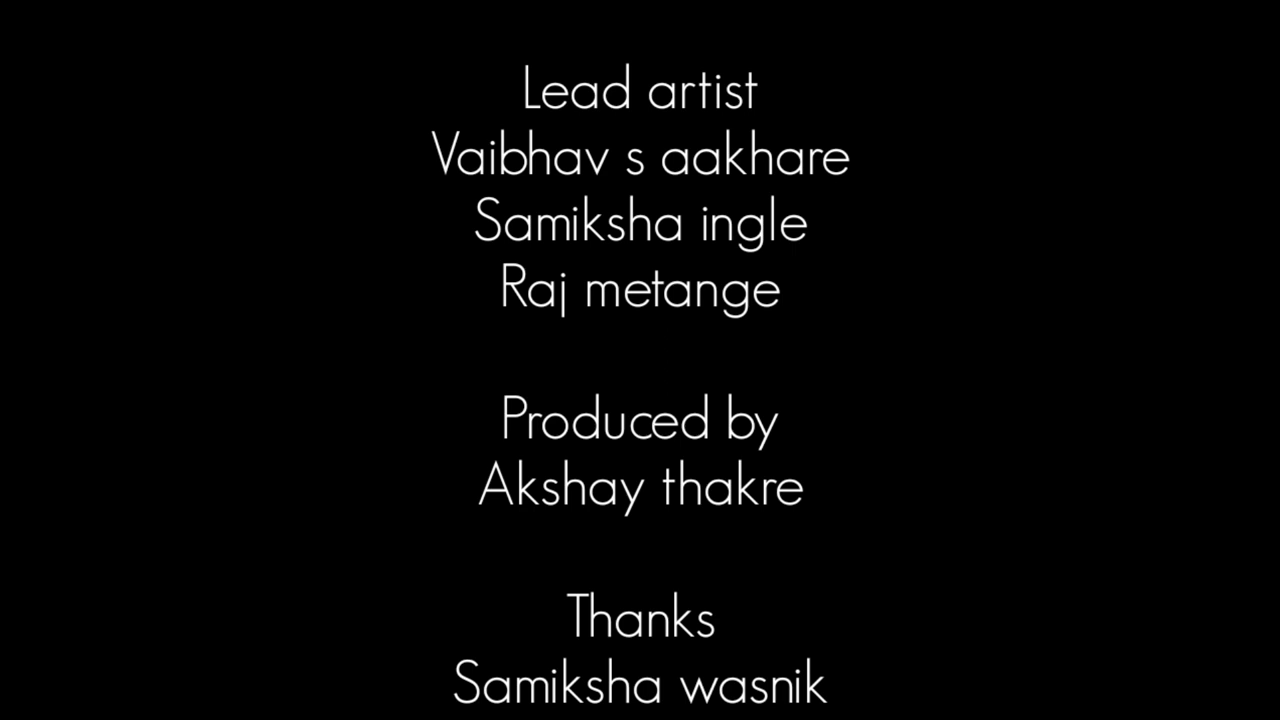 Lead artist
Vaibhav s aakhare
Samiksha ingle
Raj metange
Produced by
Akshay thakre
Thanks
Samiksha wasnik